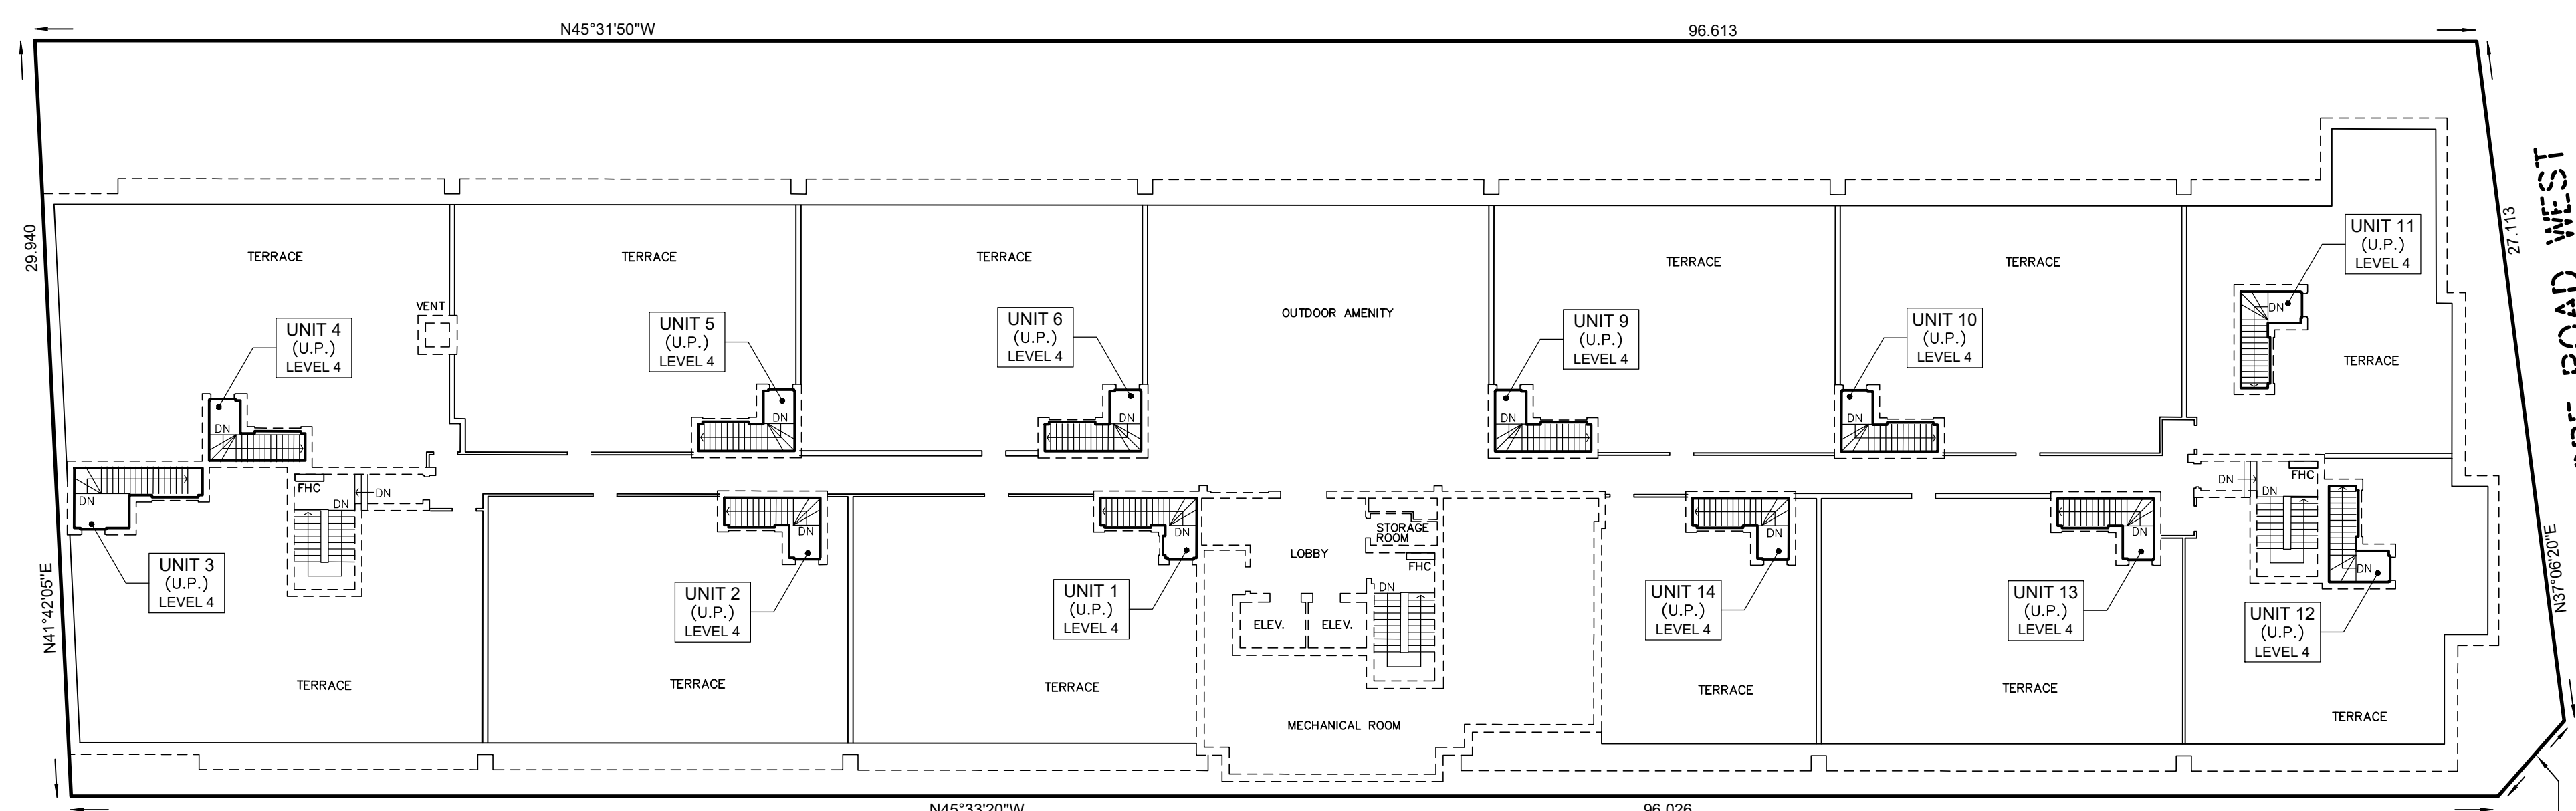 N45°31'50"W
96.613
29.940
N41°42'05"E
27.113
N37°06'20"E
WEST
ROAD
TERRACE
TERRACE
TERRACE
OUTDOOR AMENITY
TERRACE
TERRACE
TERRACE
VENT
UNIT 4
(U.P.)
LEVEL 4
DN
UNIT 5
(U.P.)
LEVEL 4
DN
UNIT 6
(U.P.)
LEVEL 4
DN
UNIT 9
(U.P.)
LEVEL 4
DN
UNIT 10
(U.P.)
LEVEL 4
DN
UNIT 11
(U.P.)
LEVEL 4
DN
FHC
DN
DN
DN
UNIT 3
(U.P.)
LEVEL 4
TERRACE
DN
UNIT 2
(U.P.)
LEVEL 4
TERRACE
DN
UNIT 1
(U.P.)
LEVEL 4
TERRACE
LOBBY
STORAGE
ROOM
FHC
DN
ELEV.
ELEV.
MECHANICAL ROOM
DN
UNIT 14
(U.P.)
LEVEL 4
TERRACE
DN
UNIT 13
(U.P.)
LEVEL 4
TERRACE
FHC
DN
DN
DN
UNIT 12
(U.P.)
LEVEL 4
TERRACE
N45°33'20"W
96.026